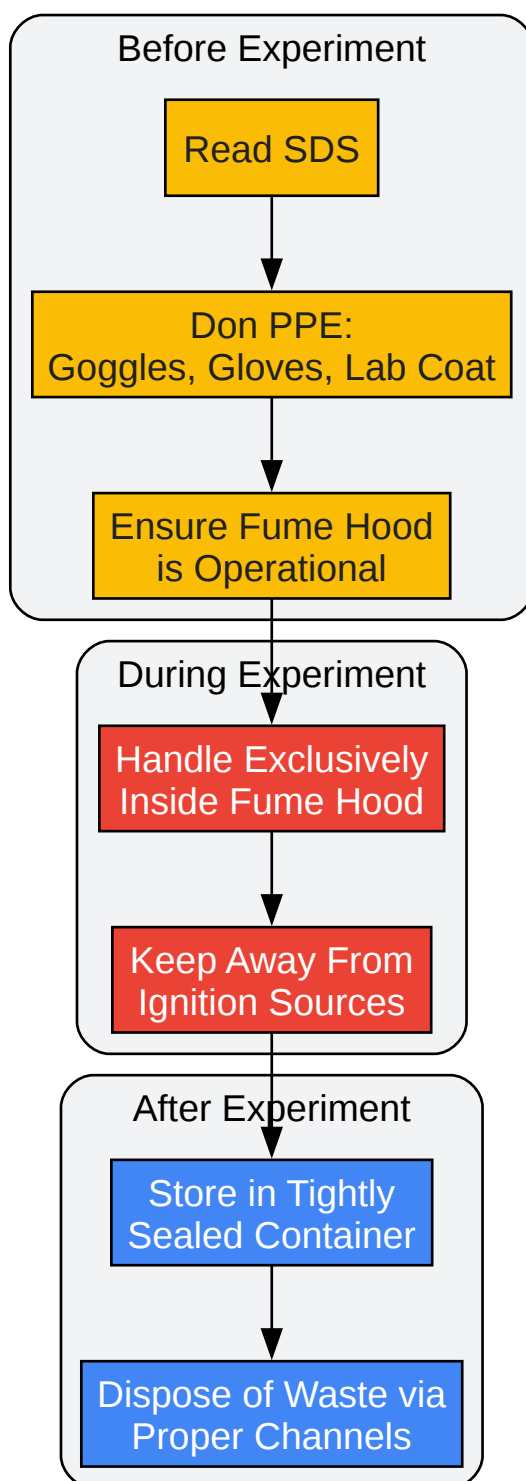 Before Experiment
Read SDS
Don PPE:
Goggles, Gloves, Lab Coat
Ensure Fume Hood
is Operational
During Experiment
Handle Exclusively
Inside Fume Hood
Keep Away From
Ignition Sources
After Experiment
Store in Tightly
Sealed Container
Dispose of Waste via
Proper Channels